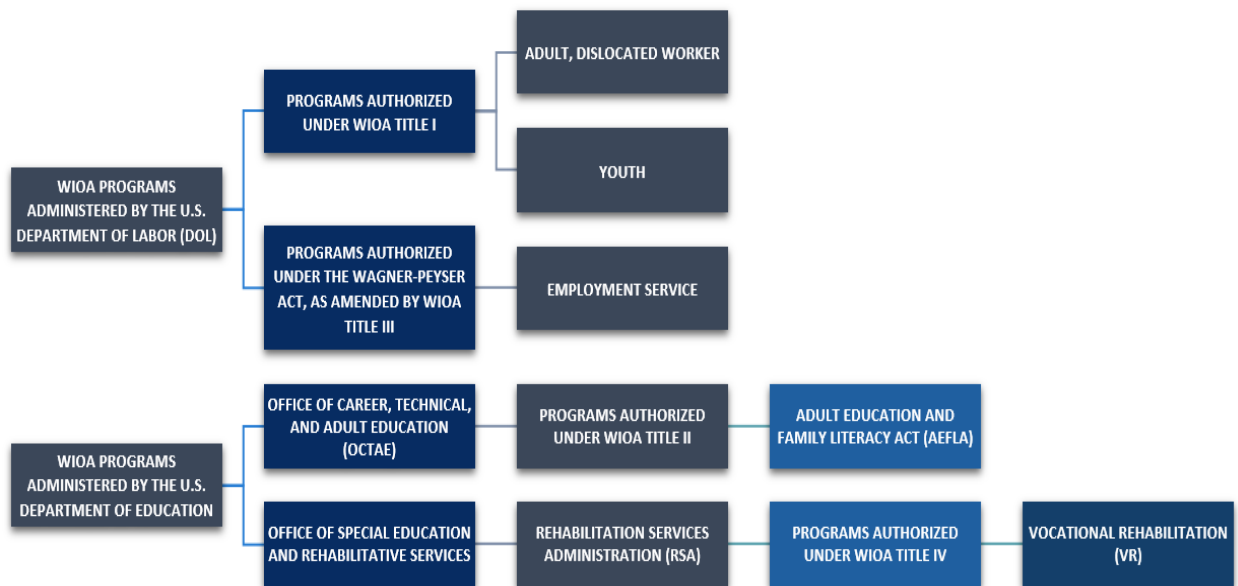 ADULT, DISLOCATED WORKER
PROGRAMS AUTHORIZED
UNDER WIOA TITLE I
YOUTH
WIOA PROGRAMS
ADMINISTERED BY THE U.S.
DEPARTMENT OF LABOR (DOL)
PROGRAMS AUTHORIZED
UNDER THE WAGNER-PEYSER
ACT, AS AMENDED BY WIOA
TITLE III
EMPLOYMENT SERVICE
OFFICE OF CAREER, TECHNICAL,
AND ADULT EDUCATION
(OCTAE)
PROGRAMS AUTHORIZED
UNDER WIOA TITLE II
ADULT EDUCATION AND
FAMILY LITERACY ACT (AEFLA)
WIOA PROGRAMS
ADMINISTERED BY THE U.S.
DEPARTMENT OF EDUCATION
OFFICE OF SPECIAL EDUCATION
AND REHABILITATIVE SERVICES
REHABILITATION SERVICES
ADMINISTRATION (RSA)
PROGRAMS AUTHORIZED
UNDER WIOA TITLE IV
VOCATIONAL REHABILITATION
(VR)